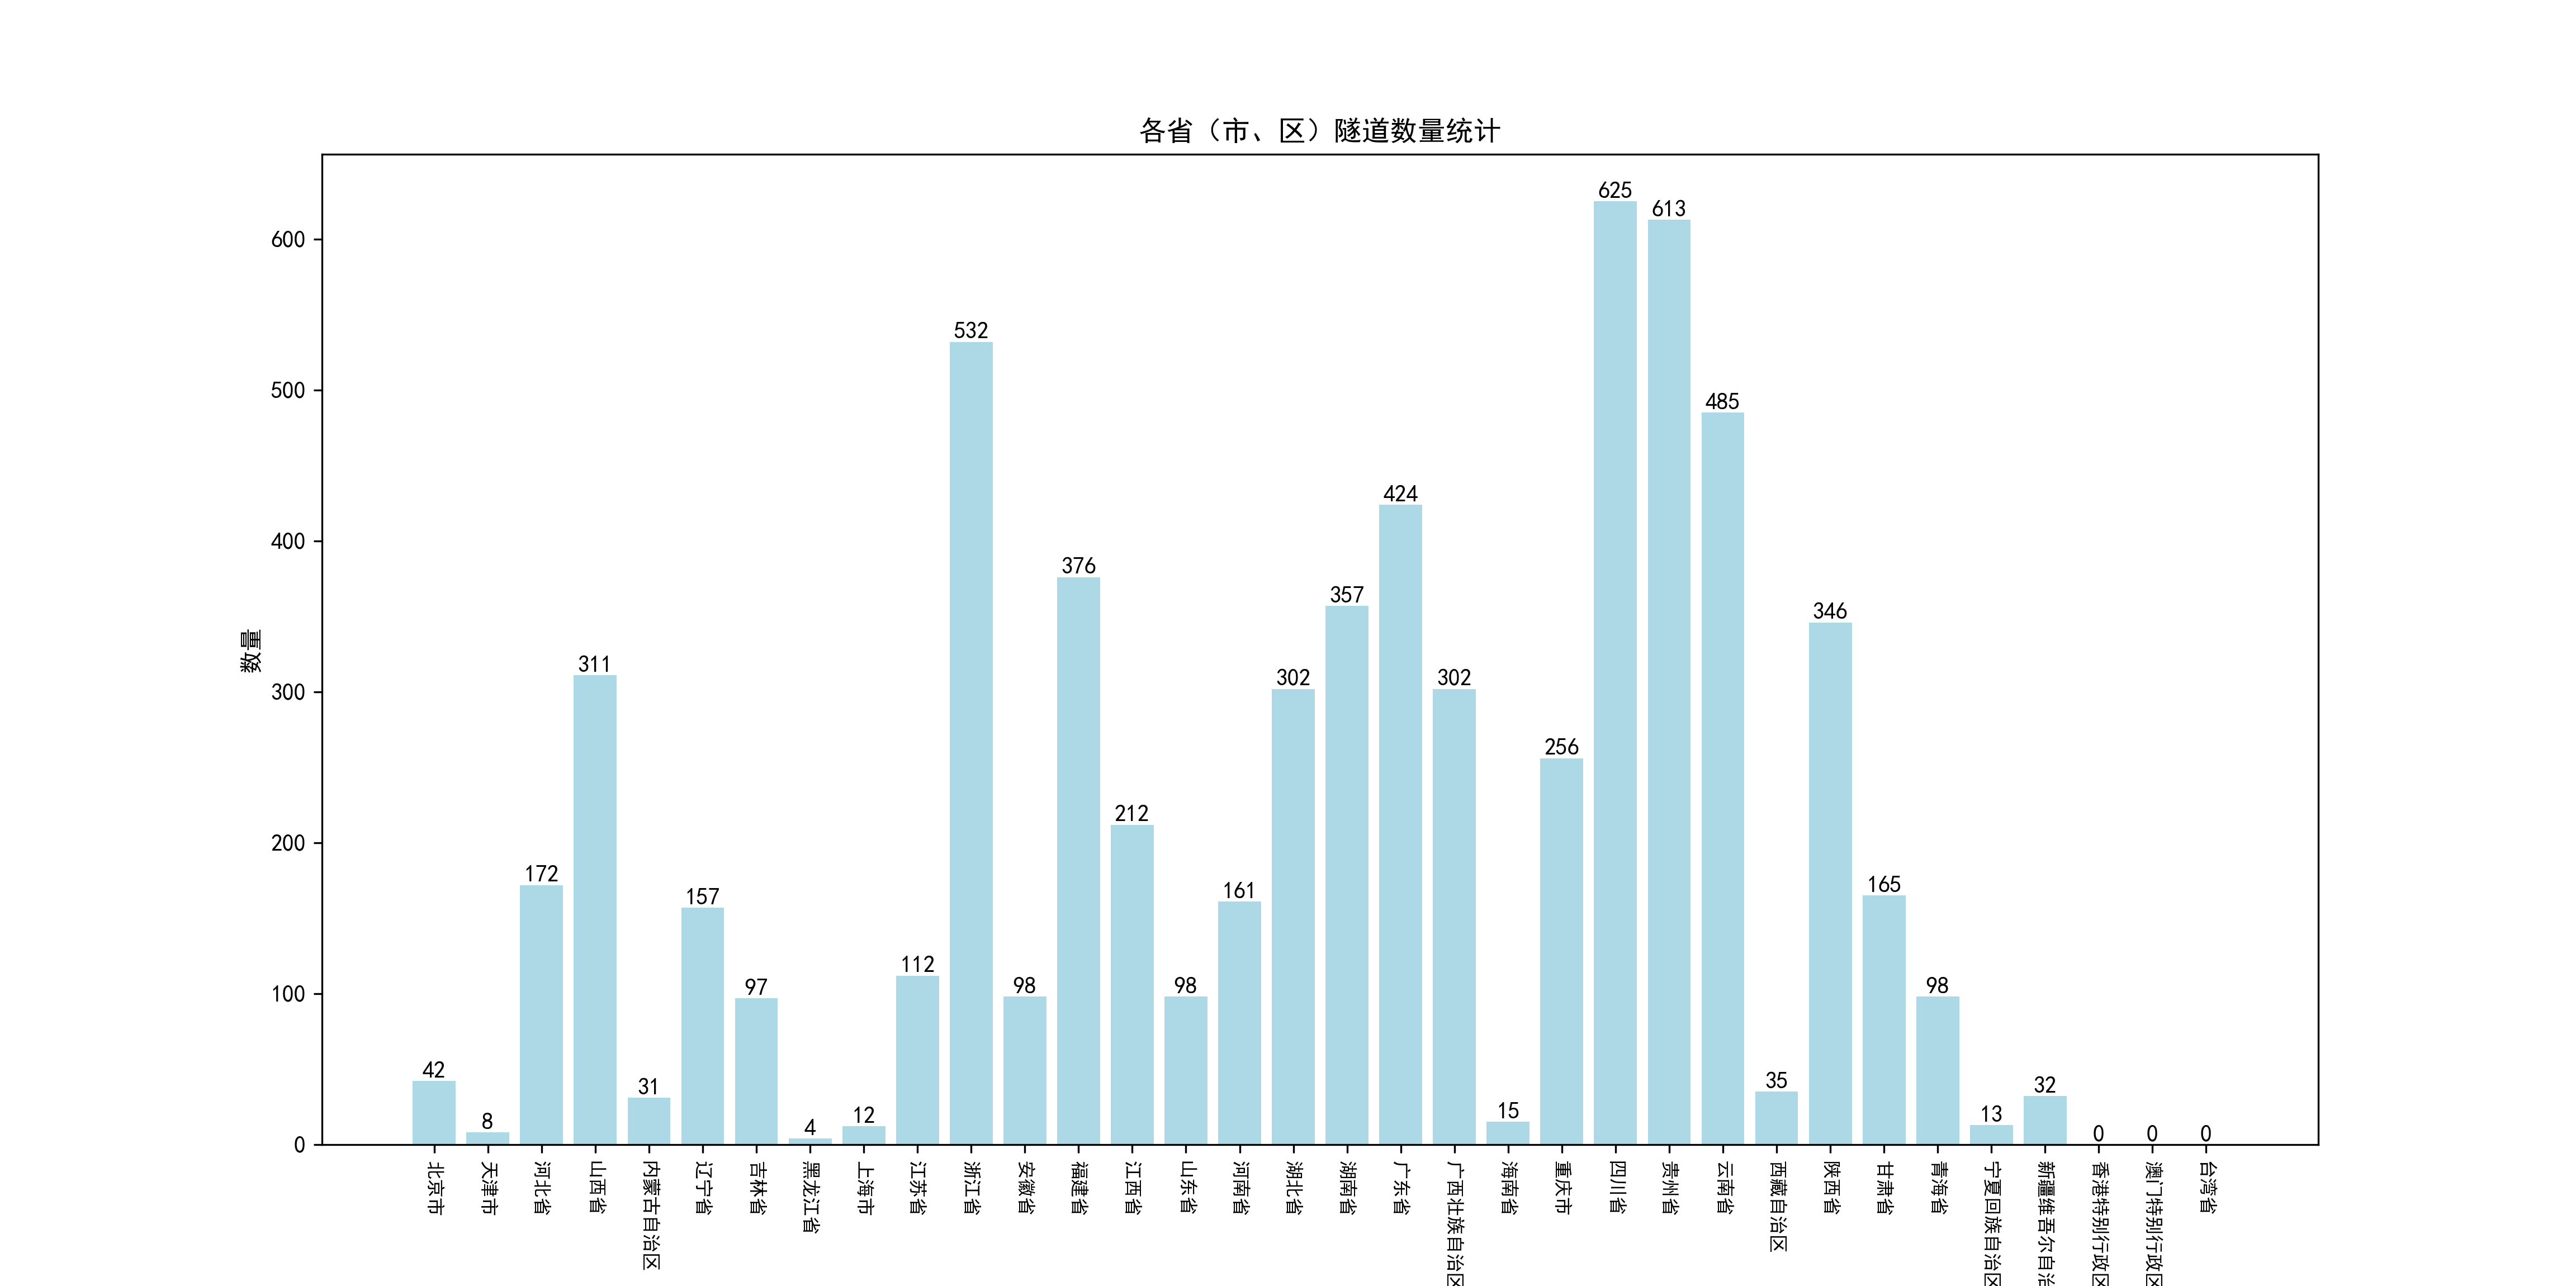 各省（市、区）隧道数量统计
数量
600
500
400
300
200
100
0
42
8
172
311
31
157
97
4
12
112
532
98
376
212
98
161
302
357
424
302
15
256
625
613
485
35
346
165
98
13
32
0
0
0
北京市
天津市
河北省
山西省
内蒙古自治区
辽宁省
吉林省
黑龙江省
上海市
江苏省
浙江省
安徽省
福建省
江西省
山东省
河南省
湖北省
湖南省
广东省
广西壮族自治区
海南省
重庆市
四川省
贵州省
云南省
西藏自治区
陕西省
甘肃省
青海省
宁夏回族自治区
新疆维吾尔自治
香港特别行政区
澳门特别行政区
台湾省